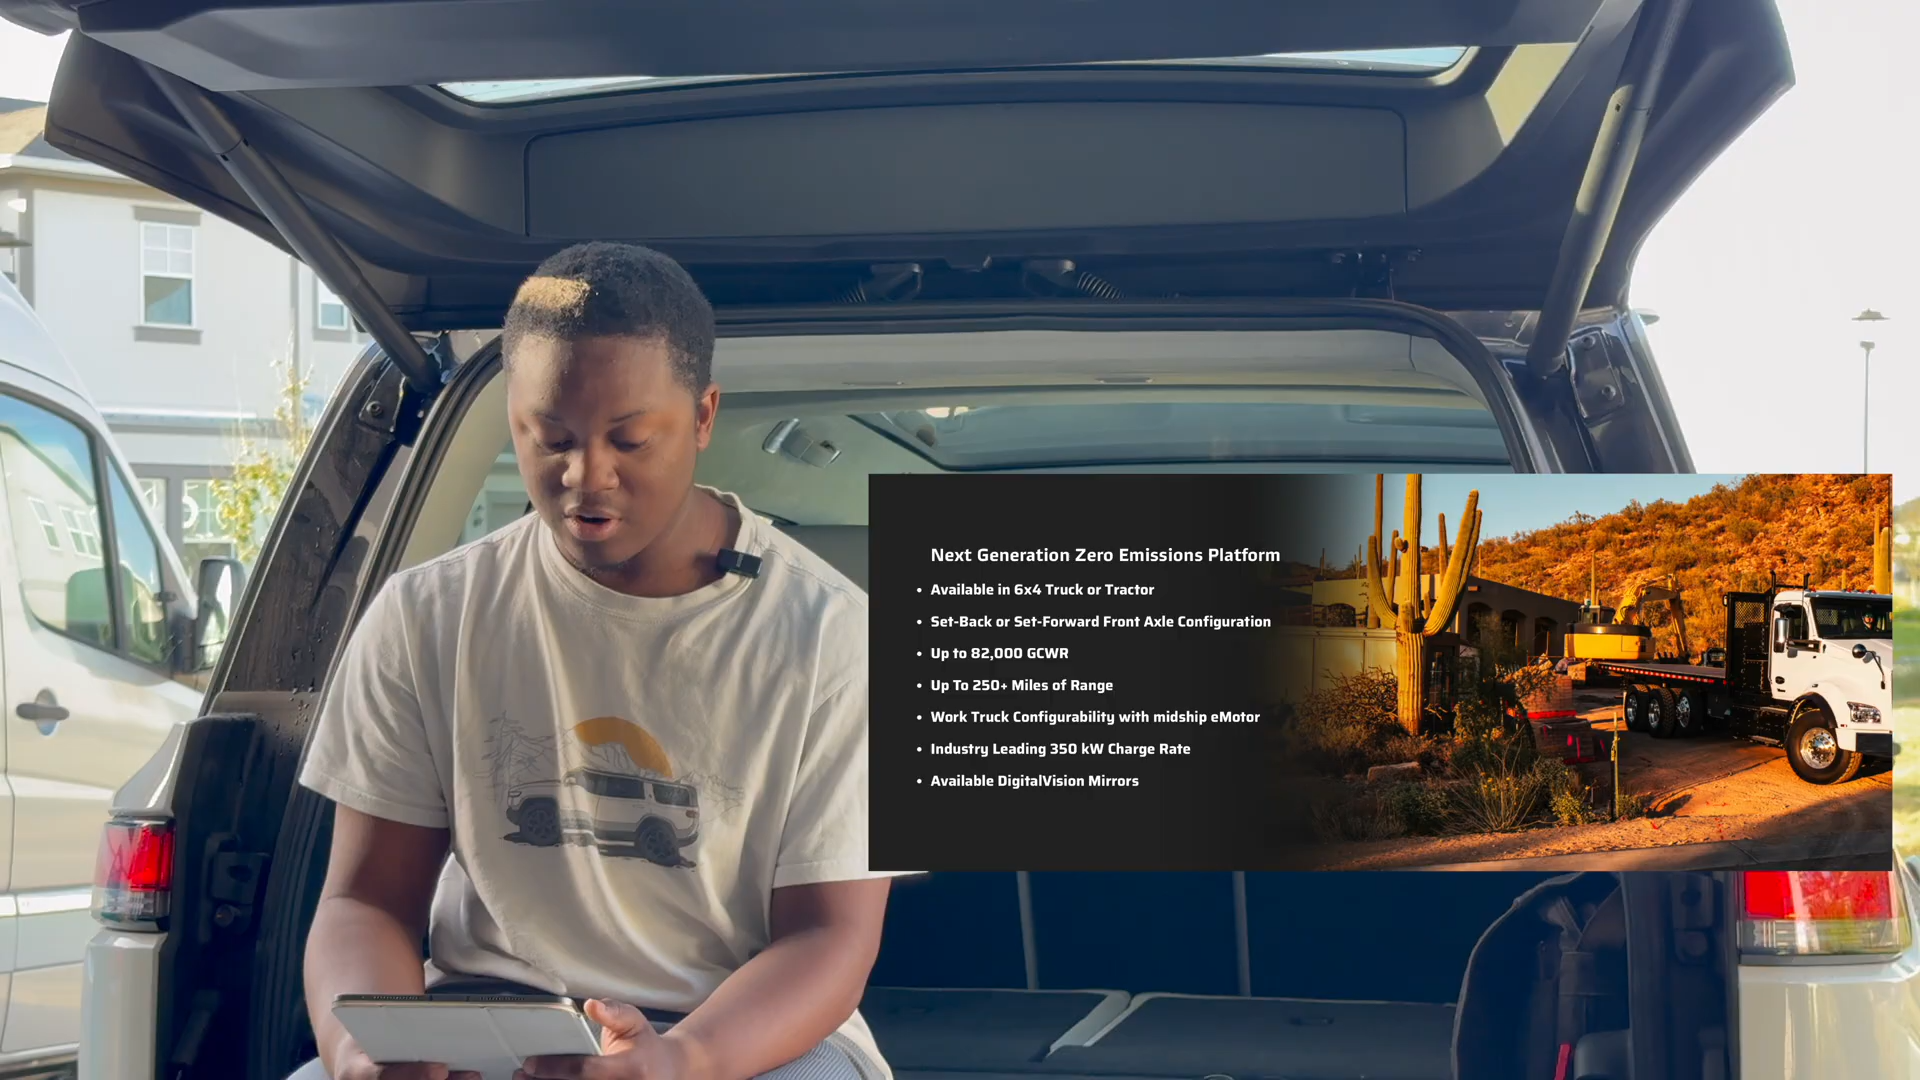 Next Generation Zero Emissions Platform
• Available in 6x4 Truck or Tractor
• Set-Back or Set-Forward Front Axle Configuration
• Up to 82,000 GCWR
• Up To 250+ Miles of Range
• Work Truck Configurability with midship eMotor
• Industry Leading 350 kW Charge Rate
• Available DigitalVision Mirrors